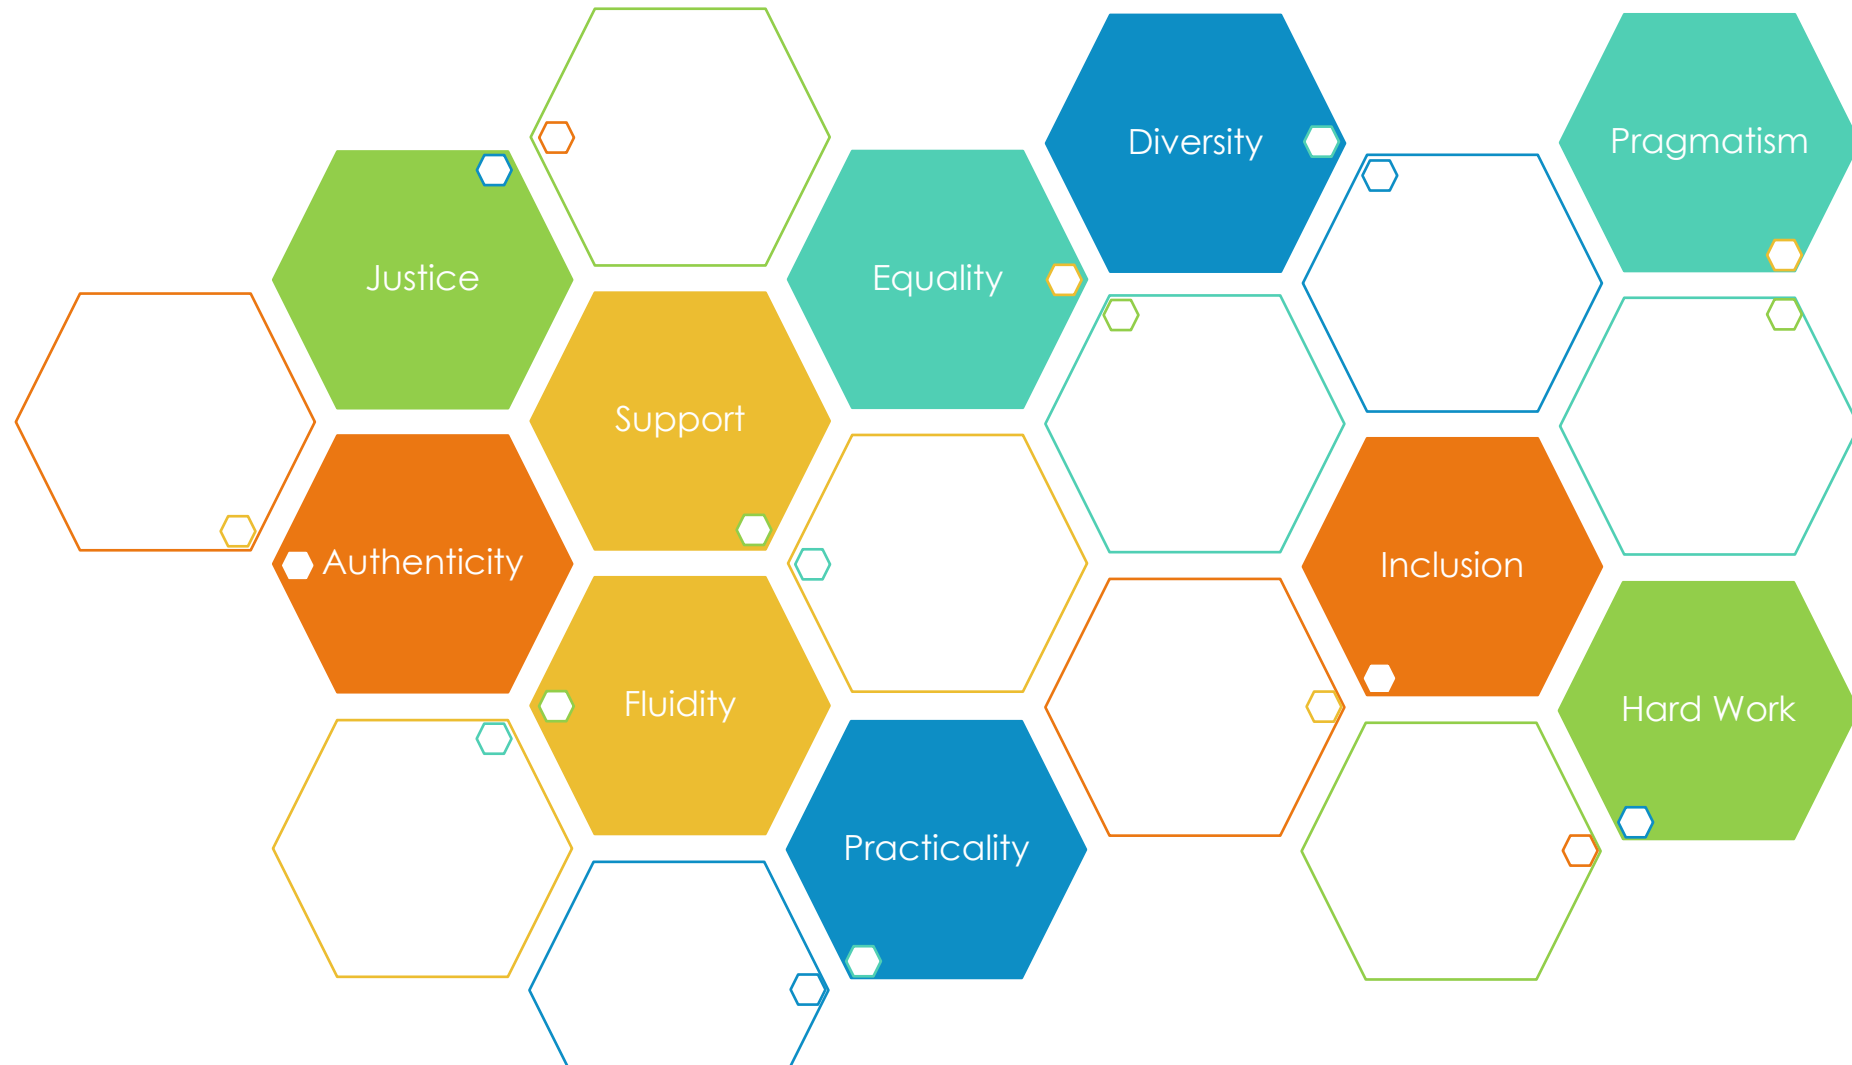 Diversity
Pragmatism
Justice
Equality
Support
Authenticity
Inclusion
Fluidity
Hard Work
Practicality